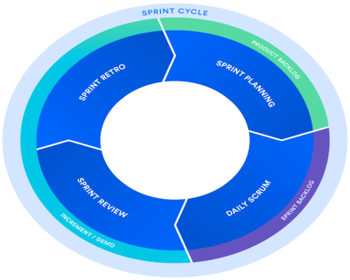 SPRINT CYCLE
PRODUCT BACKLOG
SPRINT PLANNING
SPRINT BACKLOG
DAILY SCRUM
SPRINT REVIEW
INCREMENT / DEMO
SPRINT RETRO